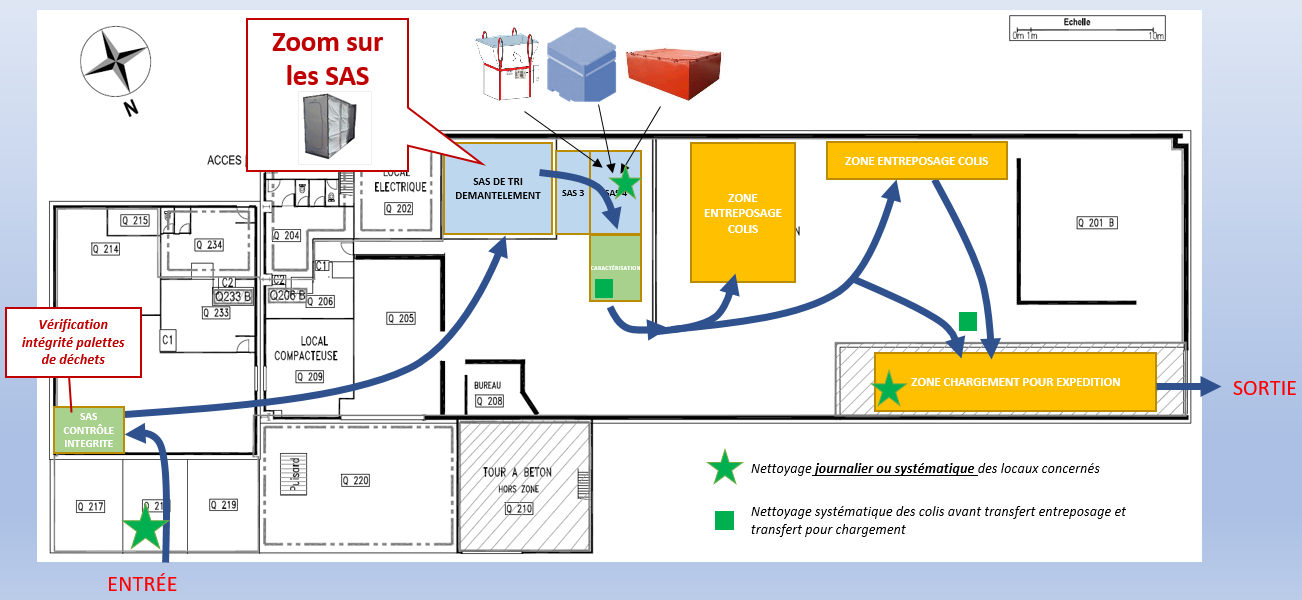 Echelle
0m 1m 10m
Zoom sur
les SAS
N
ACCES
LOCAL
ELECTRIQUE
Q 202
SAS DE TRI
DEMANTELEMENT
SAS 3
SAS 4
ZONE
ENTREPOSAGE
COLIS
N
ZONE ENTREPOSAGE COLIS
Q 201 B
Q 215
Q 214
Q 234
Q 204
CARACTÉRISATION
C1
C2
C2
Q233 B
Q206 B
Q 206
Q 233
Q 205
Vérification
intégrité palettes
de déchets
C1
LOCAL
COMPACTEUSE
Q 209
BUREAU
Q 208
ZONE CHARGEMENT POUR EXPEDITION
SORTIE
SAS
CONTRÔLE
INTEGRITE
Puisard
Q 220
TOUR A BETON
HORS ZONE
Q 210
Q 217
Q 219
Nettoyage journalier ou systématique des locaux concernés
Nettoyage systématique des colis avant transfert entreposage et
transfert pour chargement
ENTRÉE